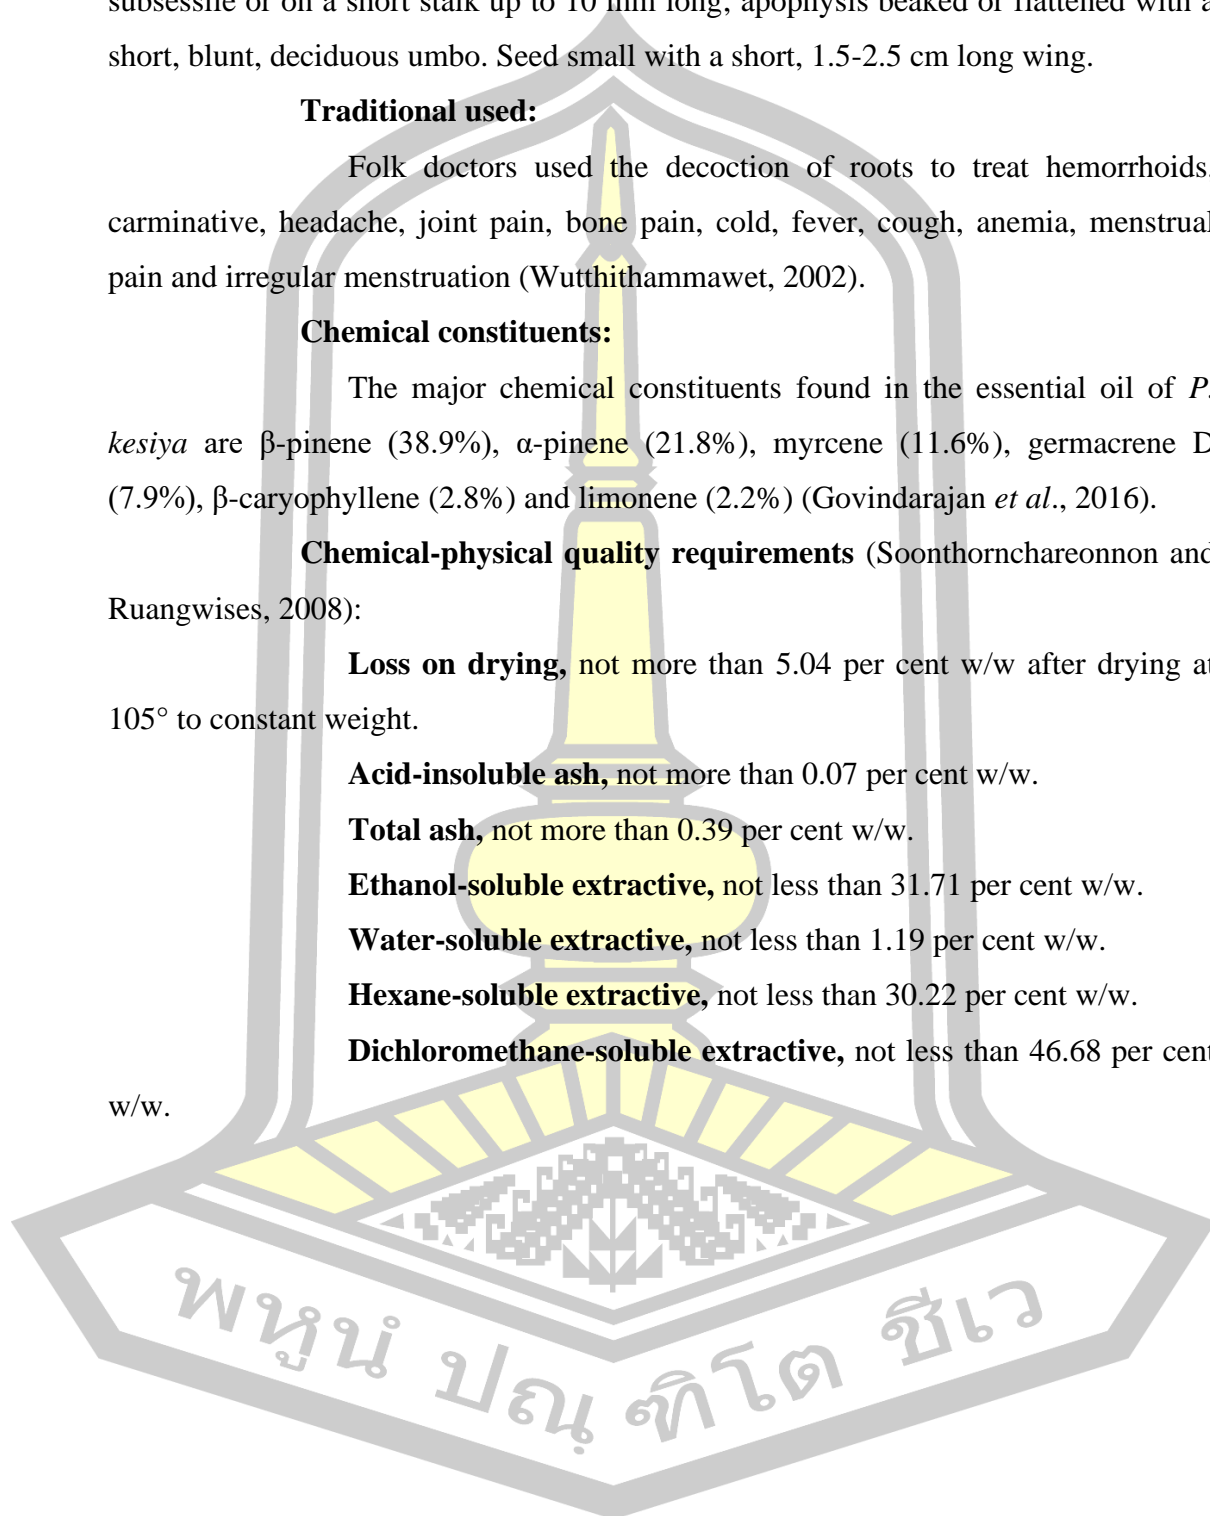 subsessile or on a short stalk up to 10 mm long; apophysis beaked or flattened with a
short, blunt, deciduous umbo. Seed small with a short, 1.5-2.5 cm long wing.
Traditional used:
Folk doctors used the decoction of roots to treat hemorrhoids,
carminative, headache, joint pain, bone pain, cold, fever, cough, anemia, menstrual
pain and irregular menstruation (Wutthithammawet, 2002).
Chemical constituents:
The major chemical constituents found in the essential oil of P.
kesiya are β-pinene (38.9%), α-pinene (21.8%), myrcene (11.6%), germacrene D
(7.9%), β-caryophyllene (2.8%) and limonene (2.2%) (Govindarajan et al., 2016).
Chemical-physical quality requirements (Soonthornchareonnon and
Ruangwises, 2008):
Loss on drying, not more than 5.04 per cent w/w after drying at
105° to constant weight.
Acid-insoluble ash, not more than 0.07 per cent w/w.
Total ash, not more than 0.39 per cent w/w.
Ethanol-soluble extractive, not less than 31.71 per cent w/w.
Water-soluble extractive, not less than 1.19 per cent w/w.
Hexane-soluble extractive, not less than 30.22 per cent w/w.
Dichloromethane-soluble extractive, not less than 46.68 per cent
w/w.
พหูนํ ปณฺฑิโต ชีเว